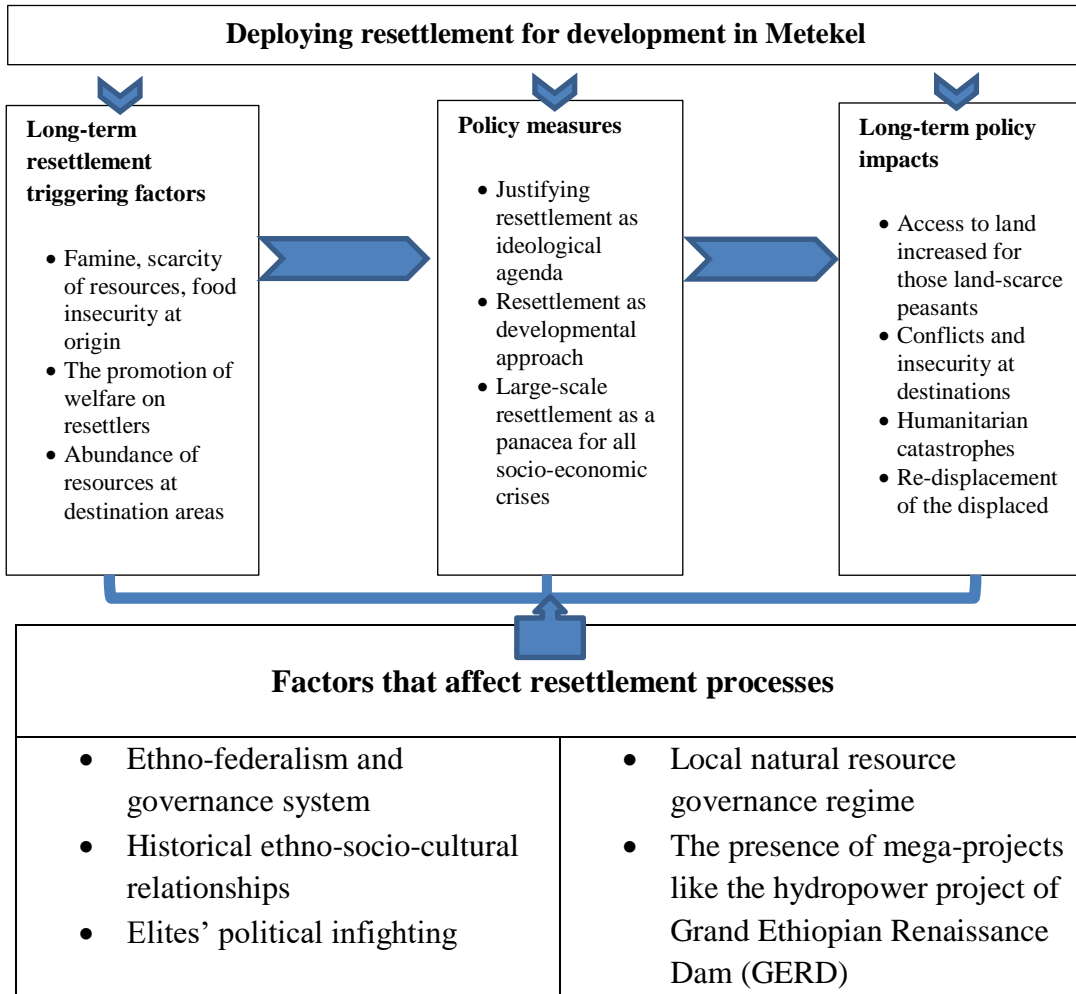 Deploying resettlement for development in Metekel
Long-term
resettlement
triggering factors
• Famine, scarcity
of resources, food
insecurity at
origin
• The promotion of
welfare on
resettlers
• Abundance of
resources at
destination areas
Policy measures
• Justifying
resettlement as
ideological
agenda
• Resettlement as
developmental
approach
• Large-scale
resettlement as a
panacea for all
socio-economic
crises
Long-term policy
impacts
• Access to land
increased for
those land-scarce
peasants
• Conflicts and
insecurity at
destinations
• Humanitarian
catastrophes
• Re-displacement
of the displaced
Factors that affect resettlement processes
• Ethno-federalism and
governance system
• Historical ethno-socio-cultural
relationships
• Elites’ political infighting
• Local natural resource
governance regime
• The presence of mega-projects
like the hydropower project of
Grand Ethiopian Renaissance
Dam (GERD)